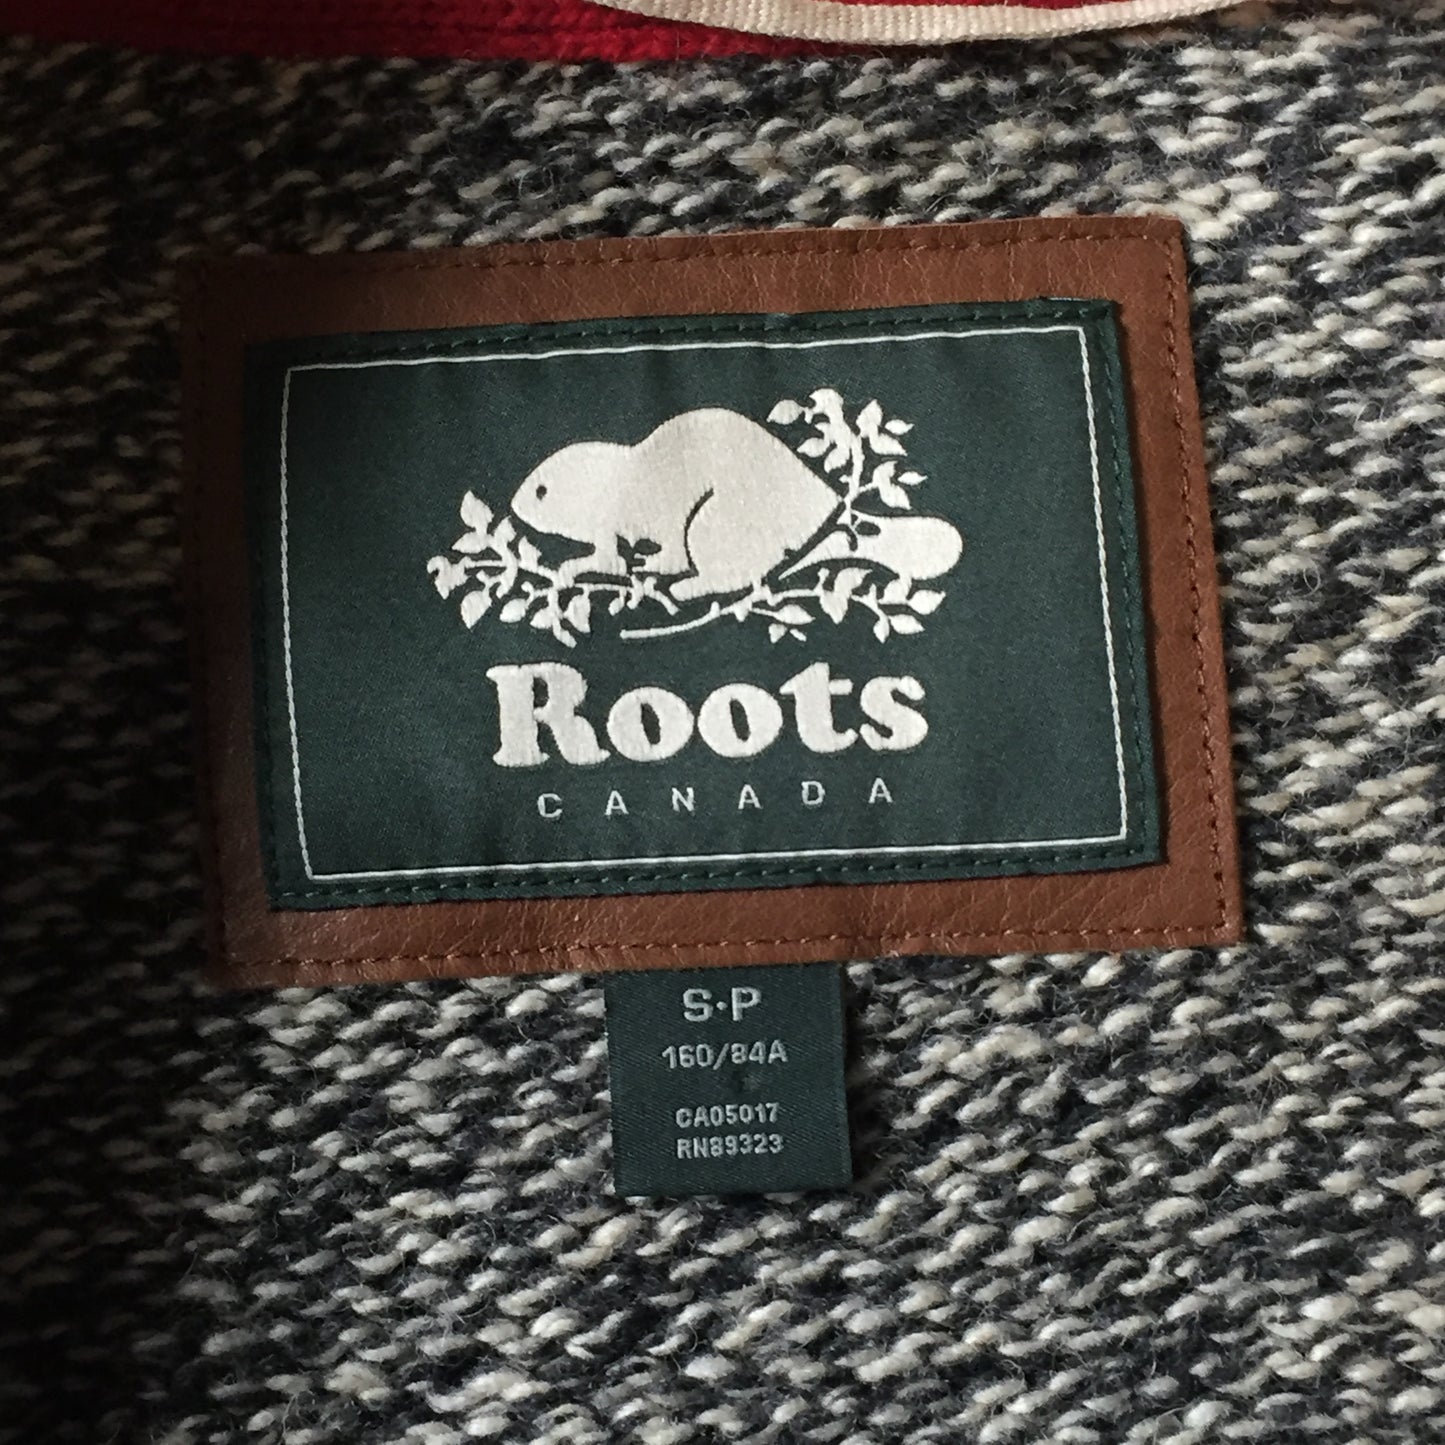 Roots
CANADA
S·P
160/84A
CA05017
RN89323